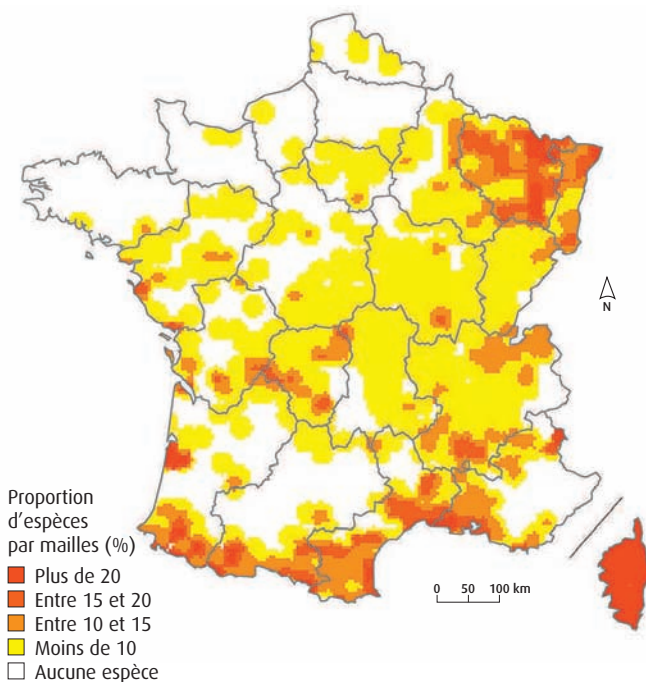 N
Proportion
d'espèces
par mailles (%)
Plus de 20
Entre 15 et 20
Entre 10 et 15
Moins de 10
Aucune espèce
0 50 100 km